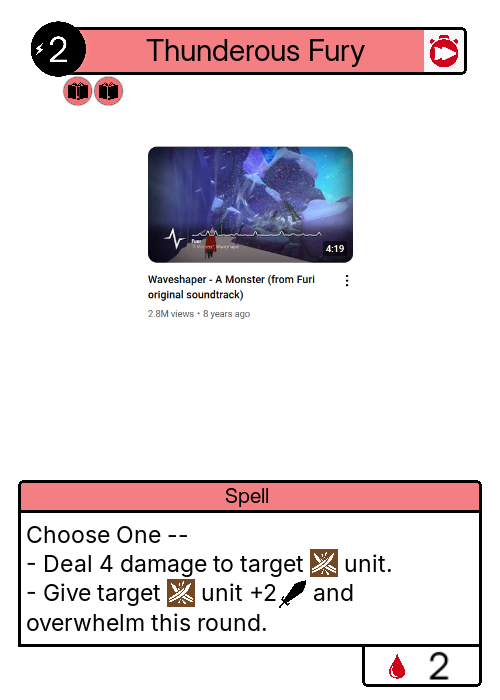 2 Thunderous Fury
4:19
Waveshaper - A Monster (from Furi
original soundtrack)
2.8M views • 8 years ago
Spell
Choose One --
- Deal 4 damage to target unit.
- Give target unit +2 and
overwhelm this round.
2